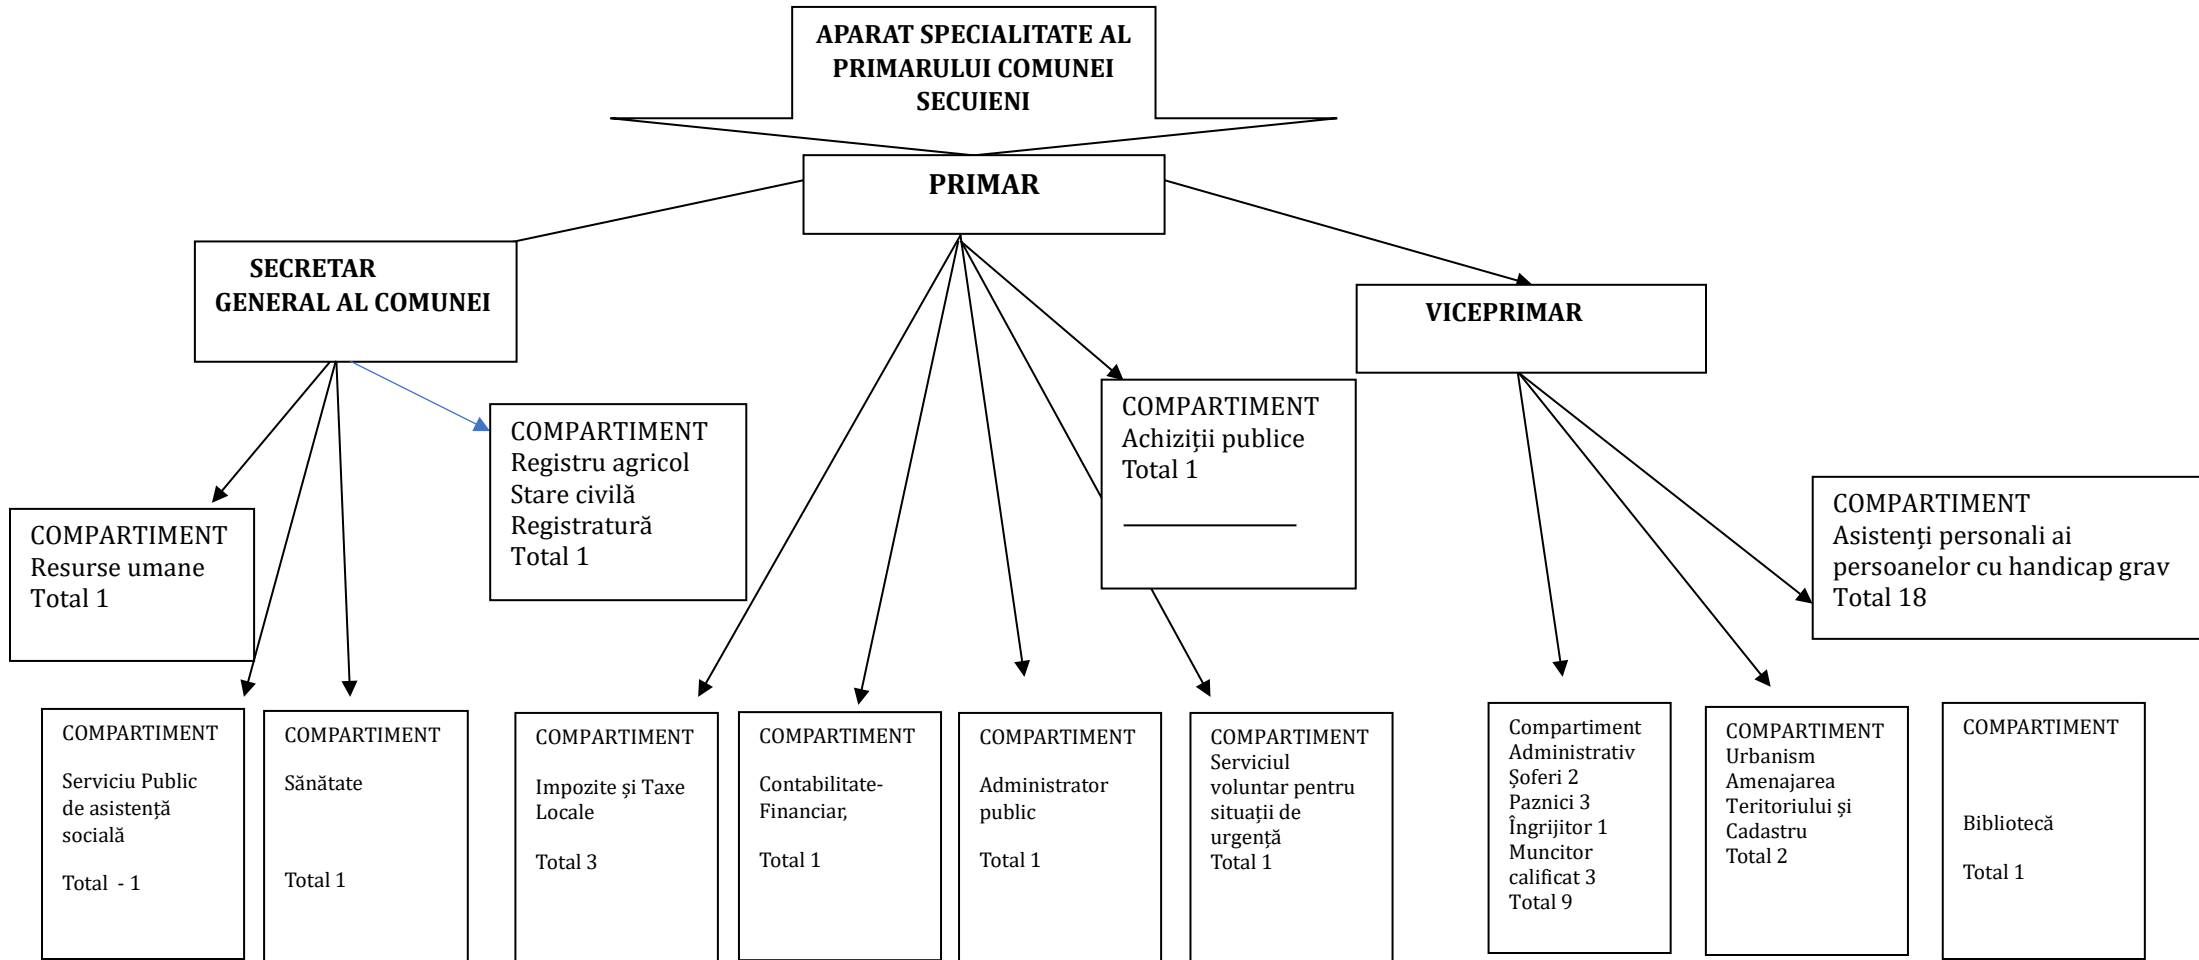 APARAT SPECIALITATE AL
PRIMARULUI COMUNEI
SECUIENI
PRIMAR
SECRETAR
GENERAL AL COMUNEI
VICEPRIMAR
COMPARTIMENT
Achiziții publice
Total 1
COMPARTIMENT
Registru agricol
Stare civilă
Registratură
Total 1
COMPARTIMENT
Asistenți personali ai
persoanelor cu handicap grav
Total 18
COMPARTIMENT
Resurse umane
Total 1
COMPARTIMENT
Serviciu Public
de asistență
socială
Total - 1
COMPARTIMENT
Sănătate
Total 1
COMPARTIMENT
Impozite și Taxe
Locale
Total 3
COMPARTIMENT
Contabilitate-
Financiar,
Total 1
COMPARTIMENT
Administrator
public
Total 1
COMPARTIMENT
Serviciul
voluntar pentru
situații de
urgență
Total 1
Compartiment
Administrativ
Șoferi 2
Paznici 3
Îngrijitor 1
Muncitor
calificat 3
Total 9
COMPARTIMENT
Urbanism
Amenajarea
Teritoriului și
Cadastru
Total 2
COMPARTIMENT
Bibliotecă
Total 1